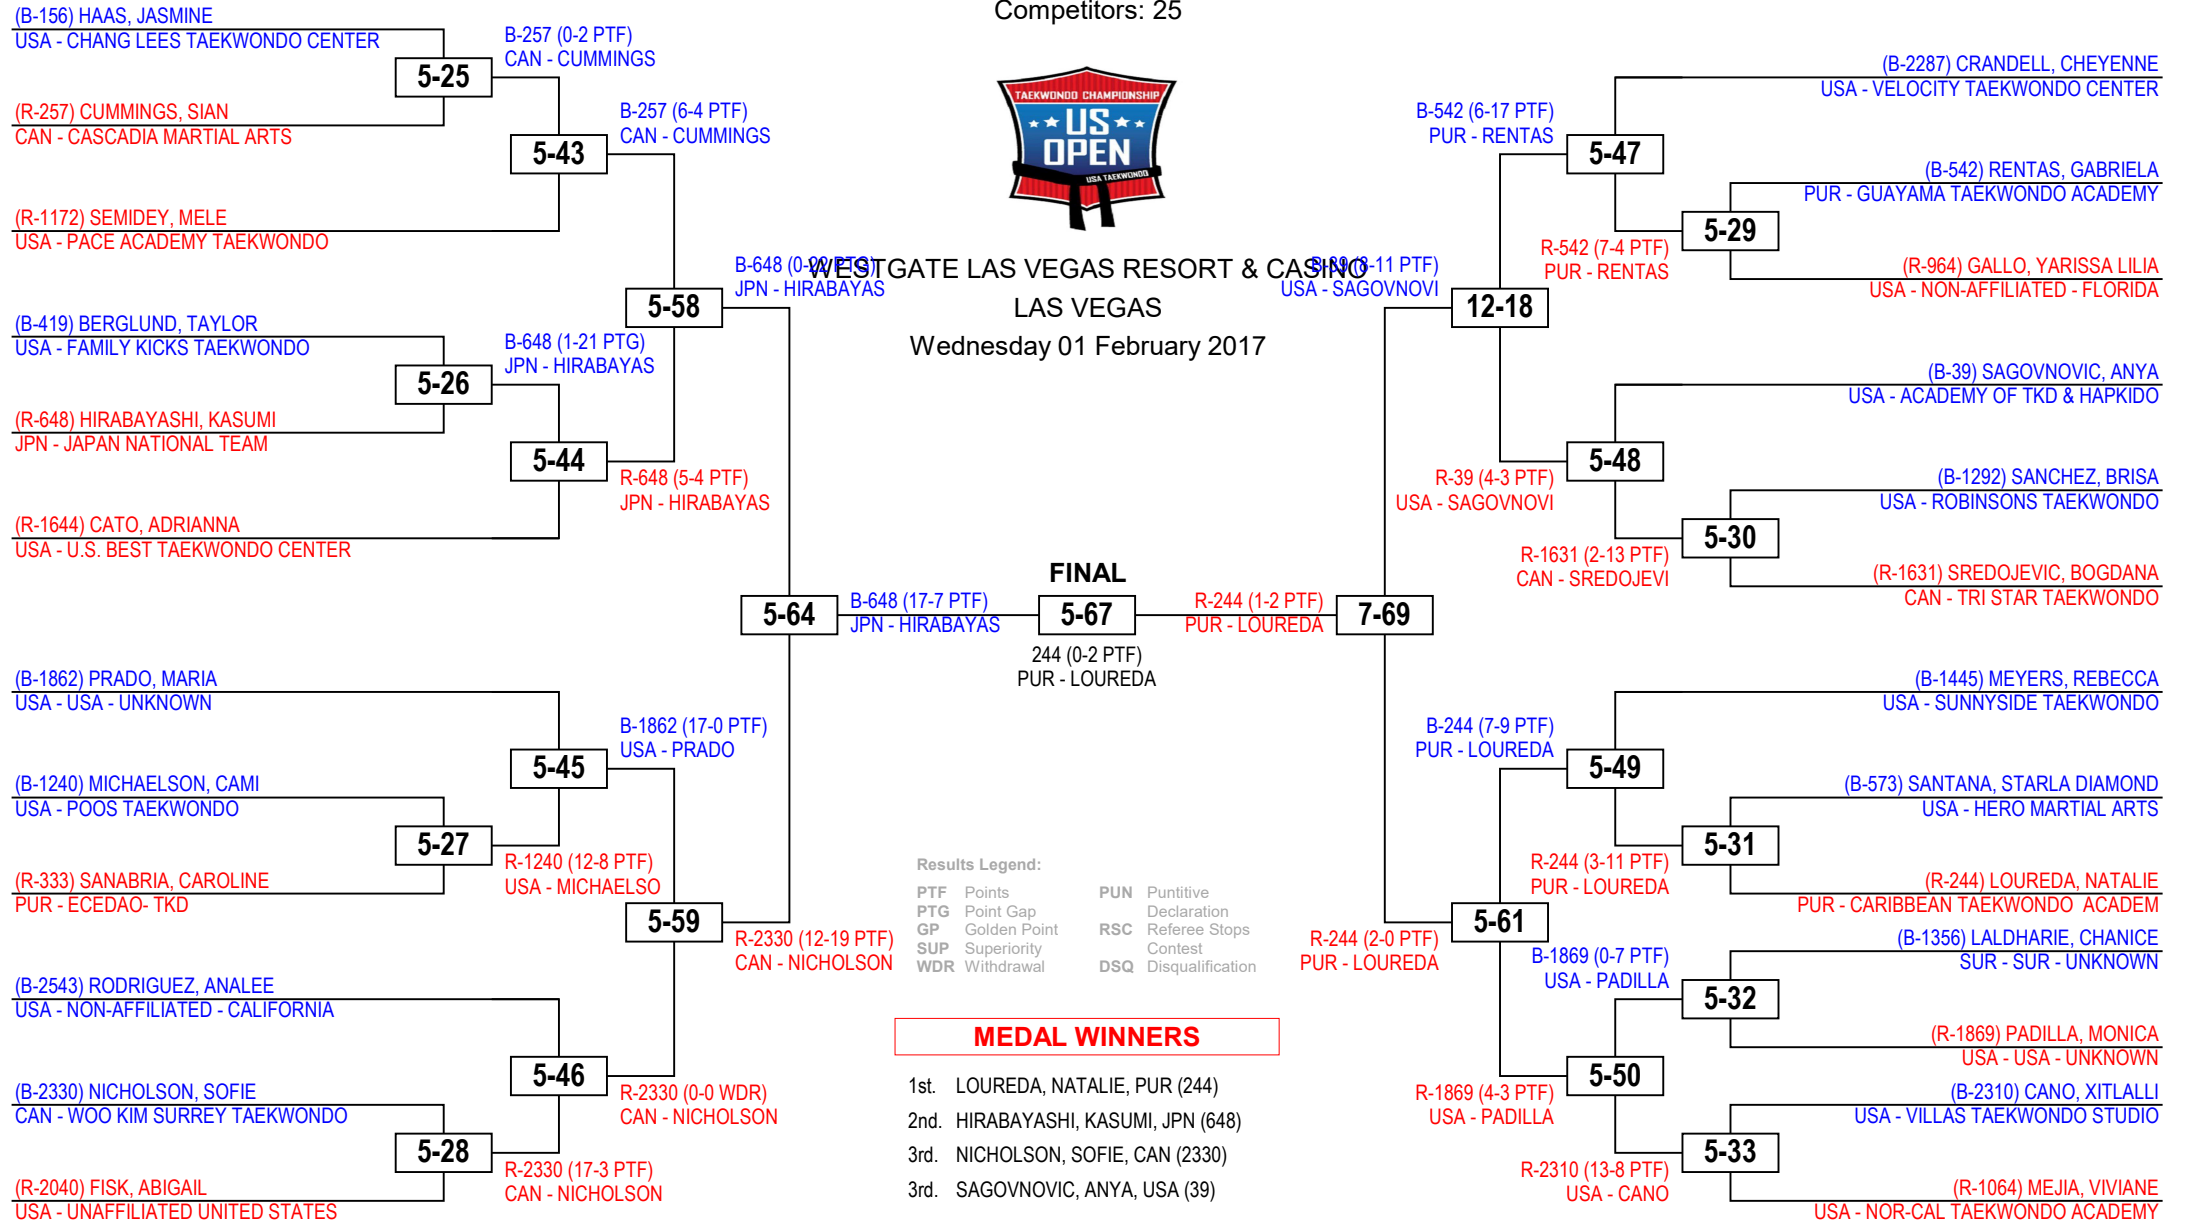 Competitors: 25
TAEKWONDO CHAMPIONSHIP
US
OPEN
USA TAEKWONDO
WESTGATE LAS VEGAS RESORT & CASINO
LAS VEGAS
Wednesday 01 February 2017
(B-156) HAAS, JASMINE
USA - CHANG LEES TAEKWONDO CENTER
5-25
(R-257) CUMMINGS, SIAN
CAN - CASCADIA MARTIAL ARTS
B-257 (0-2 PTF)
CAN - CUMMINGS
5-43
(R-1172) SEMIDEY, MELE
USA - PACE ACADEMY TAEKWONDO
B-257 (6-4 PTF)
CAN - CUMMINGS
5-58
B-648 (0-22 PTG)
JPN - HIRABAYAS
(B-419) BERGLUND, TAYLOR
USA - FAMILY KICKS TAEKWONDO
5-26
(R-648) HIRABAYASHI, KASUMI
JPN - JAPAN NATIONAL TEAM
B-648 (1-21 PTG)
JPN - HIRABAYAS
5-44
R-648 (5-4 PTF)
JPN - HIRABAYAS
(R-1644) CATO, ADRIANNA
USA - U.S. BEST TAEKWONDO CENTER
5-64
B-648 (17-7 PTF)
JPN - HIRABAYAS
(B-1862) PRADO, MARIA
USA - USA - UNKNOWN
5-45
B-1862 (17-0 PTF)
USA - PRADO
(B-1240) MICHAELSON, CAMI
USA - POOS TAEKWONDO
5-27
(R-333) SANABRIA, CAROLINE
PUR - ECEDAO- TKD
R-1240 (12-8 PTF)
USA - MICHAELSO
5-59
R-2330 (12-19 PTF)
CAN - NICHOLSON
(B-2543) RODRIGUEZ, ANALEE
USA - NON-AFFILIATED - CALIFORNIA
5-46
R-2330 (0-0 WDR)
CAN - NICHOLSON
(B-2330) NICHOLSON, SOFIE
CAN - WOO KIM SURREY TAEKWONDO
5-28
(R-2040) FISK, ABIGAIL
USA - UNAFFILIATED UNITED STATES
R-2330 (17-3 PTF)
CAN - NICHOLSON
FINAL
5-67
244 (0-2 PTF)
PUR - LOUREDA
R-244 (1-2 PTF)
PUR - LOUREDA
7-69
B-39 (8-11 PTF)
USA - SAGOVNOVI
12-18
B-542 (6-17 PTF)
PUR - RENTAS
5-47
(B-2287) CRANDELL, CHEYENNE
USA - VELOCITY TAEKWONDO CENTER
(B-542) RENTAS, GABRIELA
PUR - GUAYAMA TAEKWONDO ACADEMY
5-29
R-542 (7-4 PTF)
PUR - RENTAS
(R-964) GALLO, YARISSA LILIA
USA - NON-AFFILIATED - FLORIDA
(B-39) SAGOVNOVIC, ANYA
USA - ACADEMY OF TKD & HAPKIDO
5-48
R-39 (4-3 PTF)
USA - SAGOVNOVI
(B-1292) SANCHEZ, BRISA
USA - ROBINSONS TAEKWONDO
5-30
R-1631 (2-13 PTF)
CAN - SREDOJEVI
(R-1631) SREDOJEVIC, BOGDANA
CAN - TRI STAR TAEKWONDO
(B-1445) MEYERS, REBECCA
USA - SUNNYSIDE TAEKWONDO
B-244 (7-9 PTF)
PUR - LOUREDA
5-49
(B-573) SANTANA, STARLA DIAMOND
USA - HERO MARTIAL ARTS
5-31
R-244 (3-11 PTF)
PUR - LOUREDA
(R-244) LOUREDA, NATALIE
PUR - CARIBBEAN TAEKWONDO ACADEM
5-61
R-244 (2-0 PTF)
PUR - LOUREDA
(B-1356) LALDHARIE, CHANICE
SUR - SUR - UNKNOWN
B-1869 (0-7 PTF)
USA - PADILLA
5-32
(R-1869) PADILLA, MONICA
USA - USA - UNKNOWN
5-50
R-1869 (4-3 PTF)
USA - PADILLA
(B-2310) CANO, XITLALLI
USA - VILLAS TAEKWONDO STUDIO
5-33
R-2310 (13-8 PTF)
USA - CANO
(R-1064) MEJIA, VIVIANE
USA - NOR-CAL TAEKWONDO ACADEMY
Results Legend:
PTF Points
PTG Point Gap
GP Golden Point
SUP Superiority
WDR Withdrawal
PUN Puntitive
Declaration
RSC Referee Stops
Contest
DSQ Disqualification
MEDAL WINNERS
1st. LOUREDA, NATALIE, PUR (244)
2nd. HIRABAYASHI, KASUMI, JPN (648)
3rd. NICHOLSON, SOFIE, CAN (2330)
3rd. SAGOVNOVIC, ANYA, USA (39)